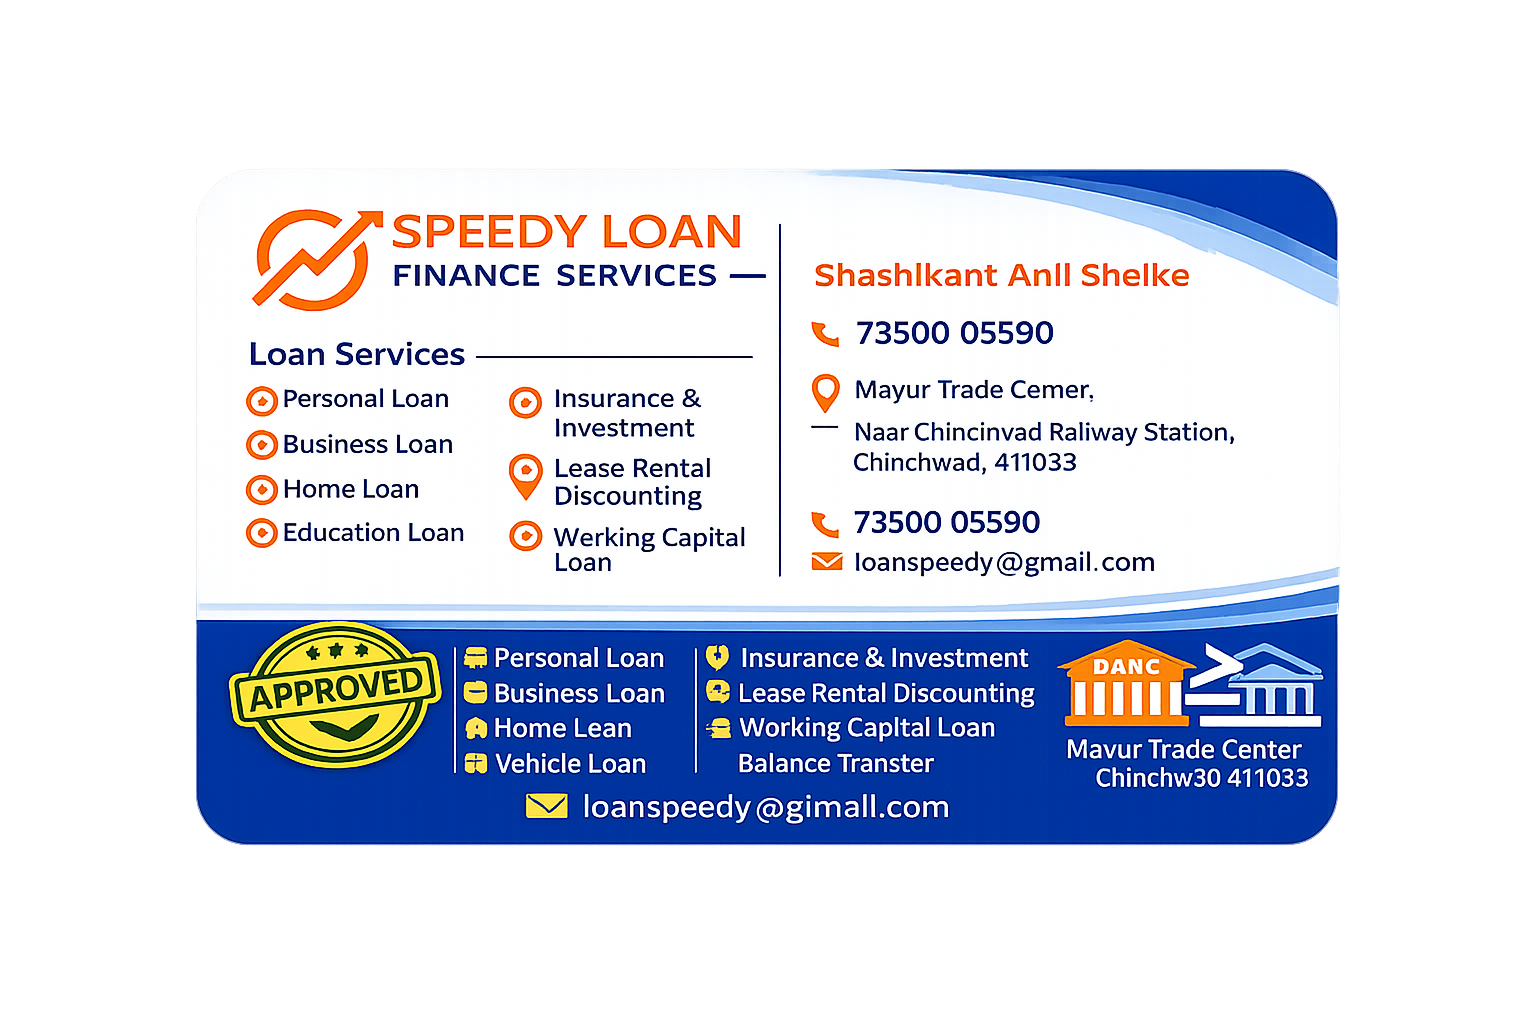 SPEEDY LOAN
FINANCE SERVICES
Loan Services
Personal Loan
Business Loan
Home Loan
Education Loan
Insurance &
Investment
Lease Rental
Discounting
Werking Capital
Loan
Shashlkant Anll Shelke
73500 05590
Mayur Trade Cemer,
Naar Chincinvad Raliway Station,
Chinchwad, 411033
73500 05590
loanspeedy@gmail.com
APPROVED
Personal Loan
Business Loan
Home Lean
Vehicle Loan
Insurance & Investment
Lease Rental Discounting
Working Capltal Loan
Balance Transter
DANC
Mavur Trade Center
Chinchw30 411033
loanspeedy@gimall.com